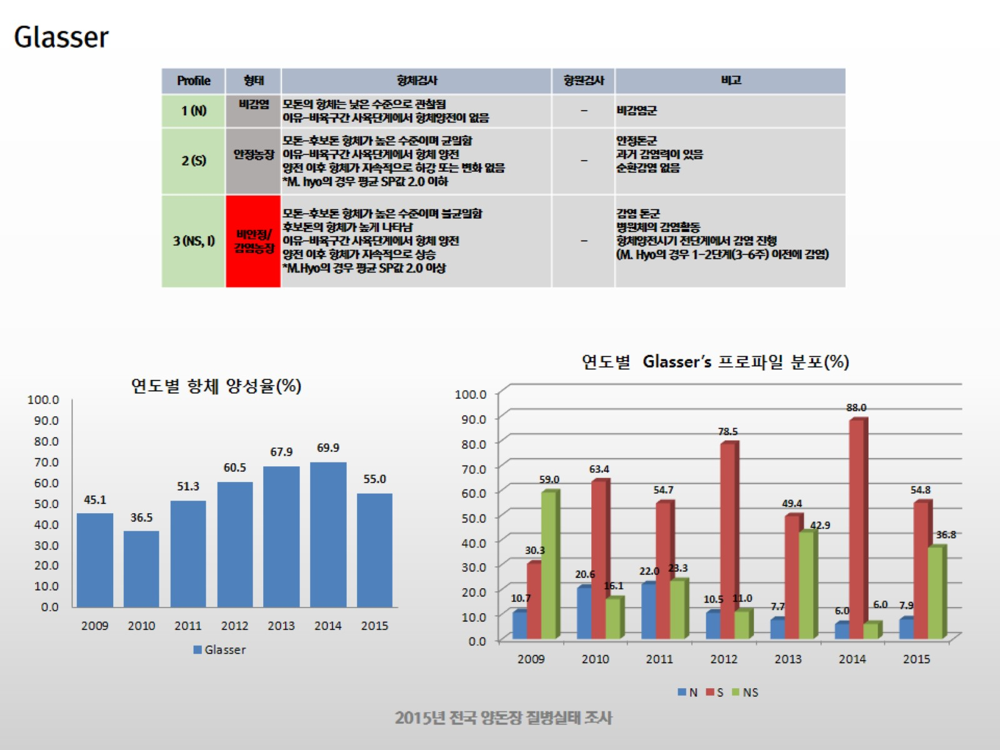 Glasser
Profile 형태 항체검사 항원검사 비고
1 (N) 비감염 모돈의 항체는 낮은 수준으로 관찰됨
이유-비육구간 사육단계에서 항체양전이 없음
- 비감염군
2 (S) 안정농장 모돈-후보돈 항체가 높은 수준이며 균일함
이유-비육구간 사육단계에서 항체 양전
양전 이후 항체가 지속적으로 하강 또는 변화 없음
*M. hyo의 경우 평균 SP값 2.0 이하
- 안정돈군
과거 감염력이 있음
순환감염 없음
3 (NS, I) 비안정/
감염농장
모돈-후보돈 항체가 높은 수준이며 불균일함
후보돈의 항체가 높게 나타남
이유-비육구간 사육단계에서 항체 양전
양전 이후 항체가 지속적으로 상승
*M.Hyo의 경우 평균 SP값 2.0 이상
- 감염 돈군
병원체의 감염활동
항체양전시기 전단계에서 감염 진행
(M. Hyo의 경우 1-2단계(3-6주) 이전에 감염)
연도별 항체 양성율(%)
100.0
90.0
80.0
70.0
60.0
50.0
40.0
30.0
20.0
10.0
0.0
45.1
36.5
51.3
60.5
67.9
69.9
55.0
2009 2010 2011 2012 2013 2014 2015
Glasser
연도별 Glasser’s 프로파일 분포(%)
100.0
90.0
80.0
70.0
60.0
50.0
40.0
30.0
20.0
10.0
0.0
10.7 30.3 59.0
20.6 63.4 16.1
22.0 54.7 23.3
10.5 78.5 11.0
7.7 49.4 42.9
6.0 88.0 6.0
7.9 54.8 36.8
2009 2010 2011 2012 2013 2014 2015
N S NS
2015년 전국 양돈장 질병실태 조사